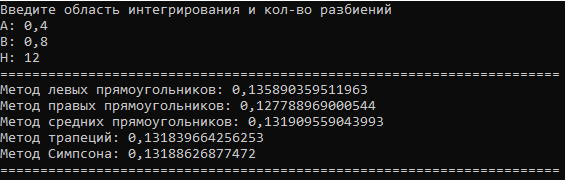 Введите область интегрирования и кол-во разбиений
A: 0,4
B: 0,8
H: 12
======================================================================
Метод левых прямоугольников: 0,135890359511963
Метод правых прямоугольников: 0,127788969000544
Метод средних прямоугольников: 0,131909559043993
Метод трапеций: 0,131839664256253
Метод Симпсона: 0,13188626877472
======================================================================